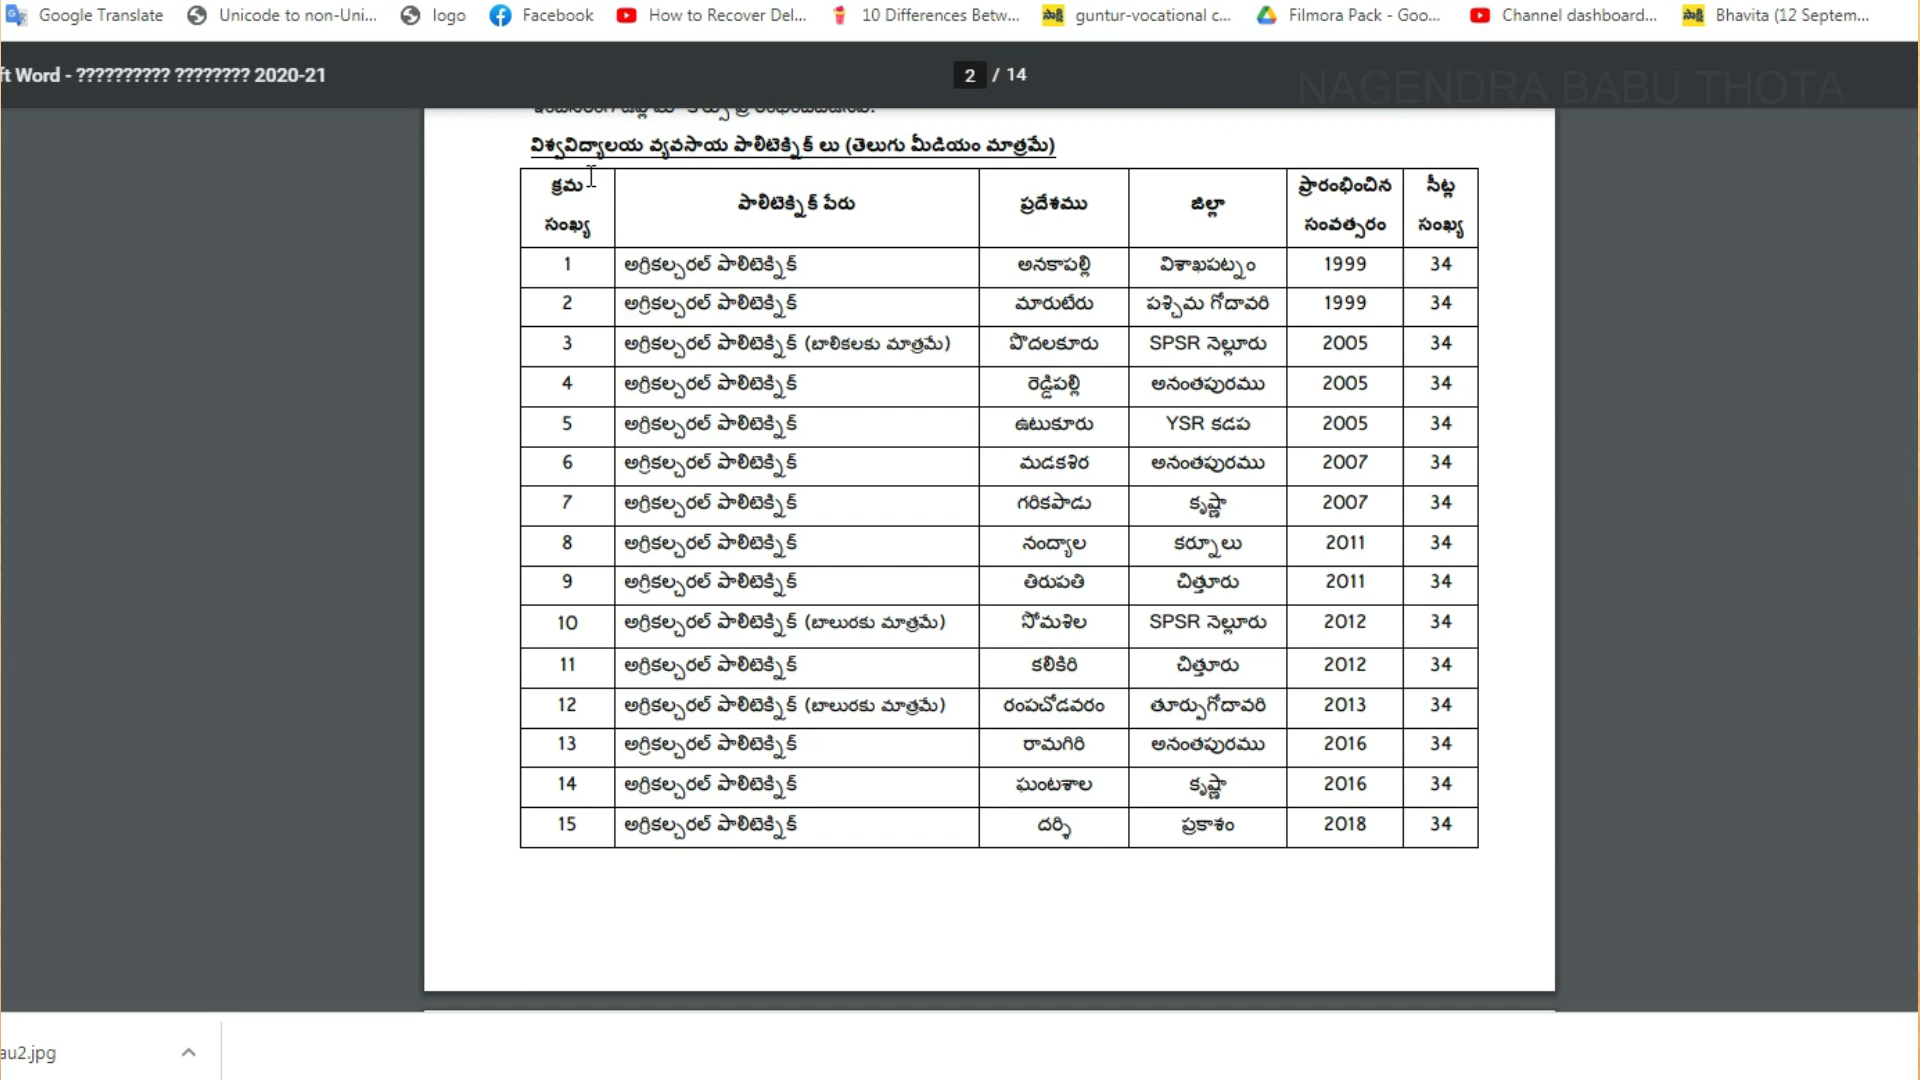 Google Translate Unicode to non-Uni... logo Facebook How to Recover Del... 10 Differences Betw... సాక్షి guntur-vocational c... Filmora Pack - Goo... Channel dashboard... సాక్షి Bhavita (12 Septem...
ft Word - ?????????? ???????? 2020-21 2 / 14 NAGENDRA BABU THOTA
విశ్వవిద్యాలయ వ్యవసాయ పాలిటెక్నిక్ లు (తెలుగు మీడియం మాత్రమే)
క్రమ సంఖ్య పాలిటెక్నిక్ పేరు ప్రదేశము జిల్లా ప్రారంభించిన సంవత్సరం సీట్ల సంఖ్య
1 అగ్రికల్చరల్ పాలిటెక్నిక్ అనకాపల్లి విశాఖపట్నం 1999 34
2 అగ్రికల్చరల్ పాలిటెక్నిక్ మారుటేరు పశ్చిమ గోదావరి 1999 34
3 అగ్రికల్చరల్ పాలిటెక్నిక్ (బాలికలకు మాత్రమే) పొదలకూరు SPSR నెల్లూరు 2005 34
4 అగ్రికల్చరల్ పాలిటెక్నిక్ రెడ్డిపల్లి అనంతపురము 2005 34
5 అగ్రికల్చరల్ పాలిటెక్నిక్ ఉటుకూరు YSR కడప 2005 34
6 అగ్రికల్చరల్ పాలిటెక్నిక్ మడకశిర అనంతపురము 2007 34
7 అగ్రికల్చరల్ పాలిటెక్నిక్ గరికపాడు కృష్ణా 2007 34
8 అగ్రికల్చరల్ పాలిటెక్నిక్ నంద్యాల కర్నూలు 2011 34
9 అగ్రికల్చరల్ పాలిటెక్నిక్ తిరుపతి చిత్తూరు 2011 34
10 అగ్రికల్చరల్ పాలిటెక్నిక్ (బాలురకు మాత్రమే) సోమశిల SPSR నెల్లూరు 2012 34
11 అగ్రికల్చరల్ పాలిటెక్నిక్ కలికిరి చిత్తూరు 2012 34
12 అగ్రికల్చరల్ పాలిటెక్నిక్ (బాలురకు మాత్రమే) రంపచోడవరం తూర్పుగోదావరి 2013 34
13 అగ్రికల్చరల్ పాలిటెక్నిక్ రామగిరి అనంతపురము 2016 34
14 అగ్రికల్చరల్ పాలిటెక్నిక్ ఘంటశాల కృష్ణా 2016 34
15 అగ్రికల్చరల్ పాలిటెక్నిక్ దర్శి ప్రకాశం 2018 34
au2.jpg